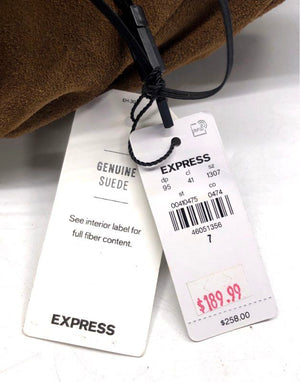 GENUINE
SUEDE
See interior label for
full fiber content.
EXPRESS
EXPRESS
dp cl sz
95 41 1307
st co
00410475 0474
46051356
7
$189.99
$258.00